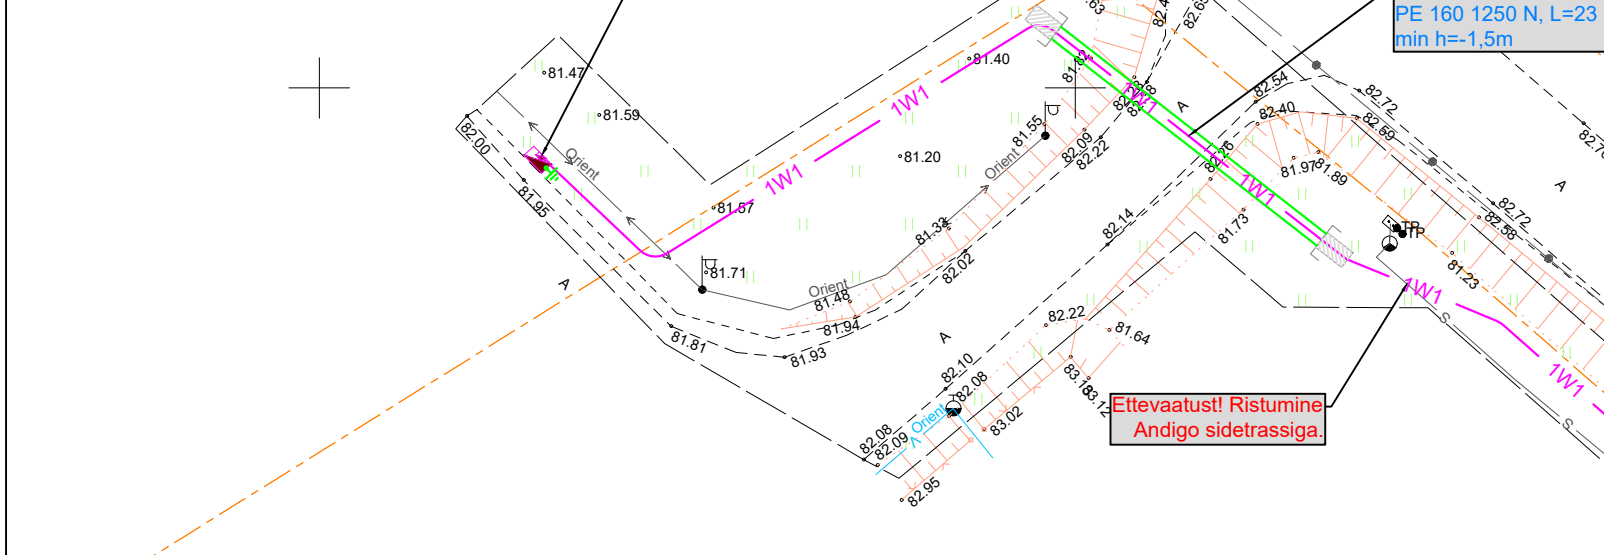 PE 160 1250 N, L=23
min h=-1,5m
81.47
81.59
82.00
Orient
81.95
1W1
81.40
81.20
1W1
81.57
81.71
81.82
1W1
A
81.55
82.09
82.22
Orient
81.33
82.02
Orient
81.48
81.94
81.93
81.81
A
82.54
82.40
82.72
82.59
82.26
81.97
81.89
1W1
82.14
81.73
A
82.72
82.58
TP
81.23
1W1
S
82.22
81.64
A
82.10
82.08
83.12
83.02
Orient
82.08
82.09
82.95
1W1
S
Ettevaatust! Ristumine
Andigo sidetrassiga.